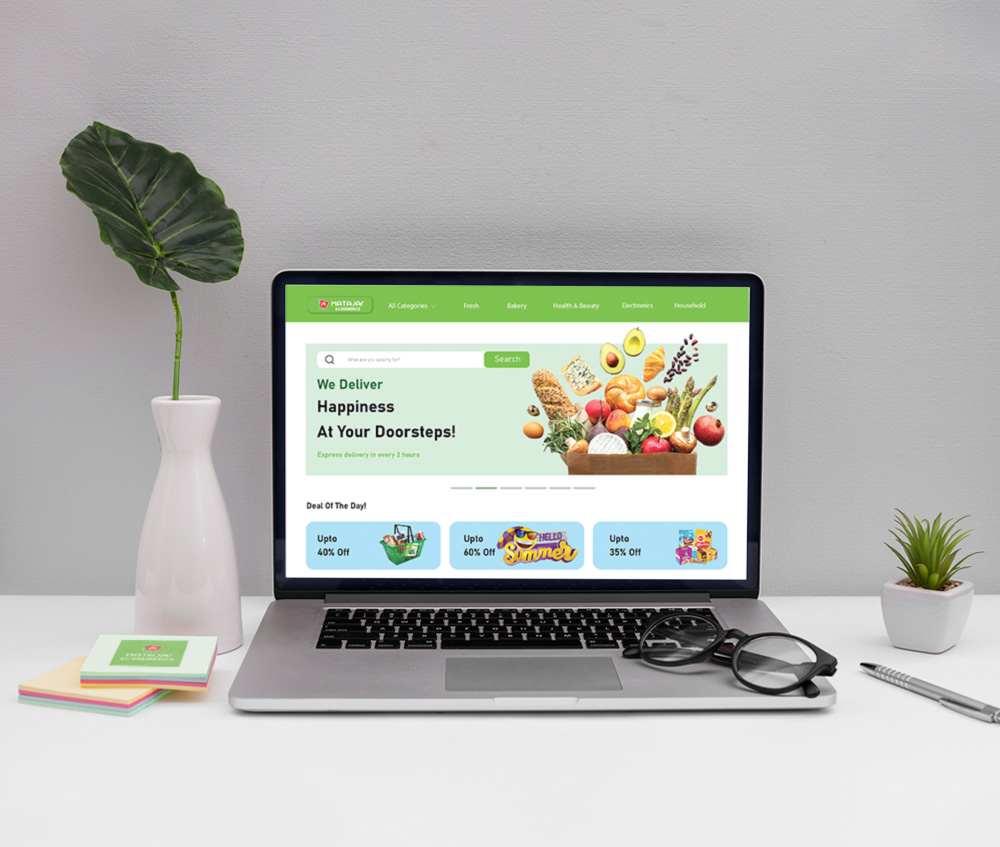 MATAJAR
ECOMMERCE
All Categories
Fresh
Bakery
Health & Beauty
Electronics
Household
What are you looking for?
Search
We Deliver
Happiness
At Your Doorsteps!
Express delivery in every 2 hours
Deal Of The Day!
Upto
40% Off
Upto
60% Off
HELLO
Summer
Upto
35% Off
MATAJAR
ECOMMERCE